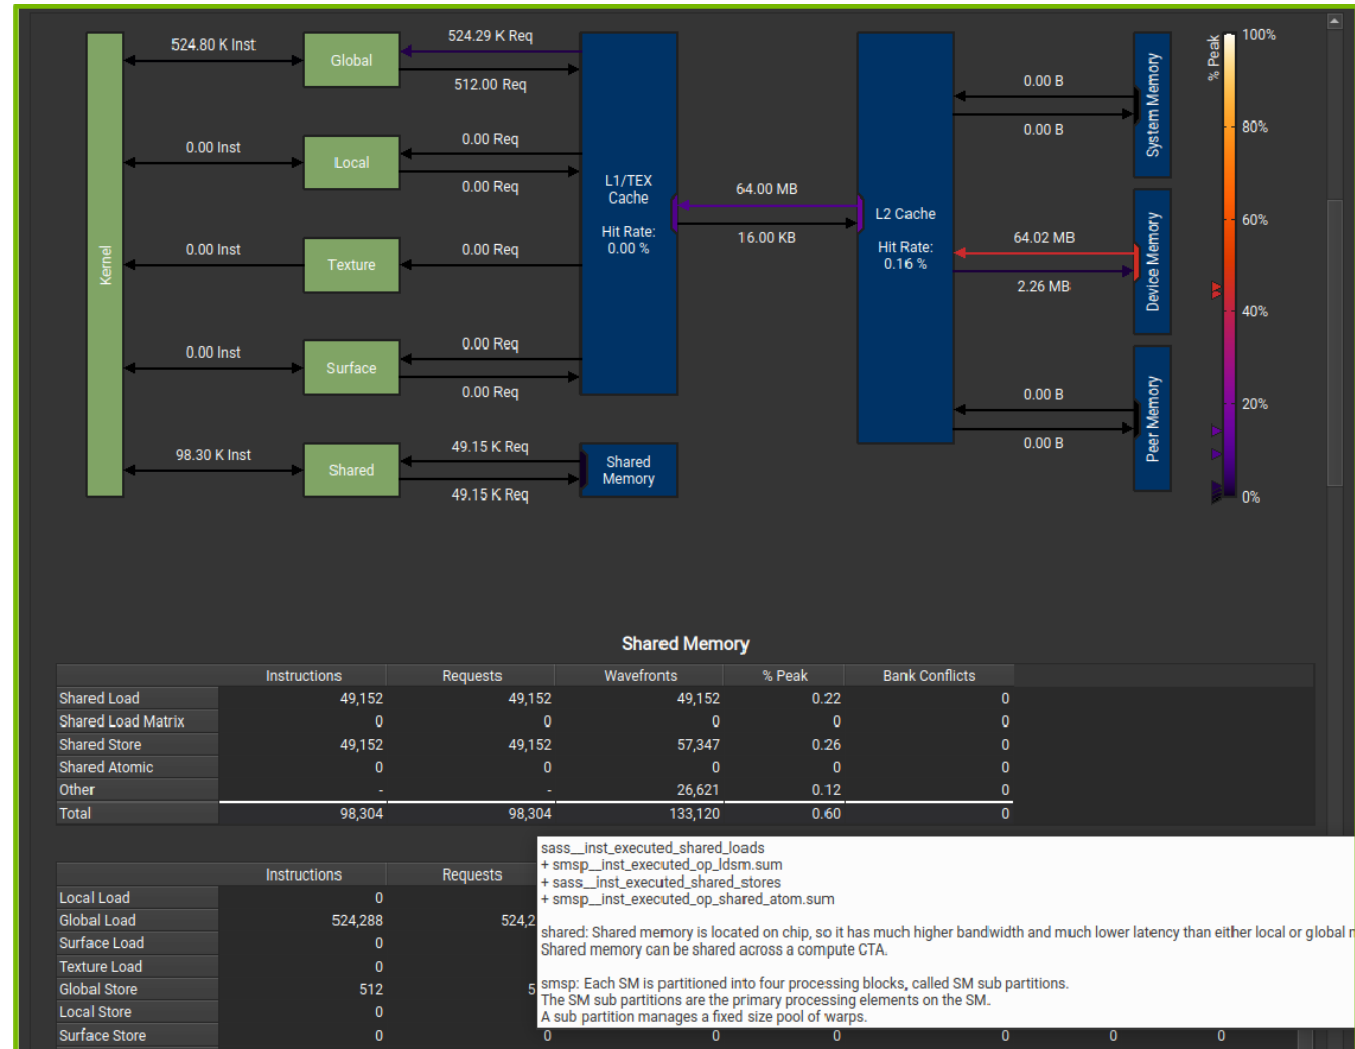 524.80 K Inst
Global
524.29 K Req
512.00 Req
0.00 Inst
Local
0.00 Req
0.00 Req
0.00 Inst
Texture
0.00 Req
0.00 Inst
Surface
0.00 Req
0.00 Req
98.30 K Inst
Shared
49.15 K Req
49.15 K Req
Kernel
L1/TEX
Cache
Hit Rate:
0.00 %
Shared
Memory
64.00 MB
16.00 KB
L2 Cache
Hit Rate:
0.16 %
0.00 B
0.00 B
System Memory
64.02 MB
2.26 MB
Device Memory
0.00 B
0.00 B
Peer Memory
% Peak
100%
80%
60%
40%
20%
0%
Shared Memory
Instructions Requests Wavefronts % Peak Bank Conflicts
Shared Load 49,152 49,152 49,152 0.22 0
Shared Load Matrix 0 0 0 0 0
Shared Store 49,152 49,152 57,347 0.26 0
Shared Atomic 0 0 0 0 0
Other - - 26,621 0.12 0
Total 98,304 98,304 133,120 0.60 0
Instructions Requests
Local Load 0
Global Load 524,288 524,2
Surface Load 0
Texture Load 0
Global Store 512 5
Local Store 0
Surface Store 0 0 0 0 0 0 0
sass__inst_executed_shared_loads
+ smsp__inst_executed_op_ldsm.sum
+ sass__inst_executed_shared_stores
+ smsp__inst_executed_op_shared_atom.sum
shared: Shared memory is located on chip, so it has much higher bandwidth and much lower latency than either local or global
Shared memory can be shared across a compute CTA.
smsp: Each SM is partitioned into four processing blocks, called SM sub partitions.
The SM sub partitions are the primary processing elements on the SM.
A sub partition manages a fixed size pool of warps.